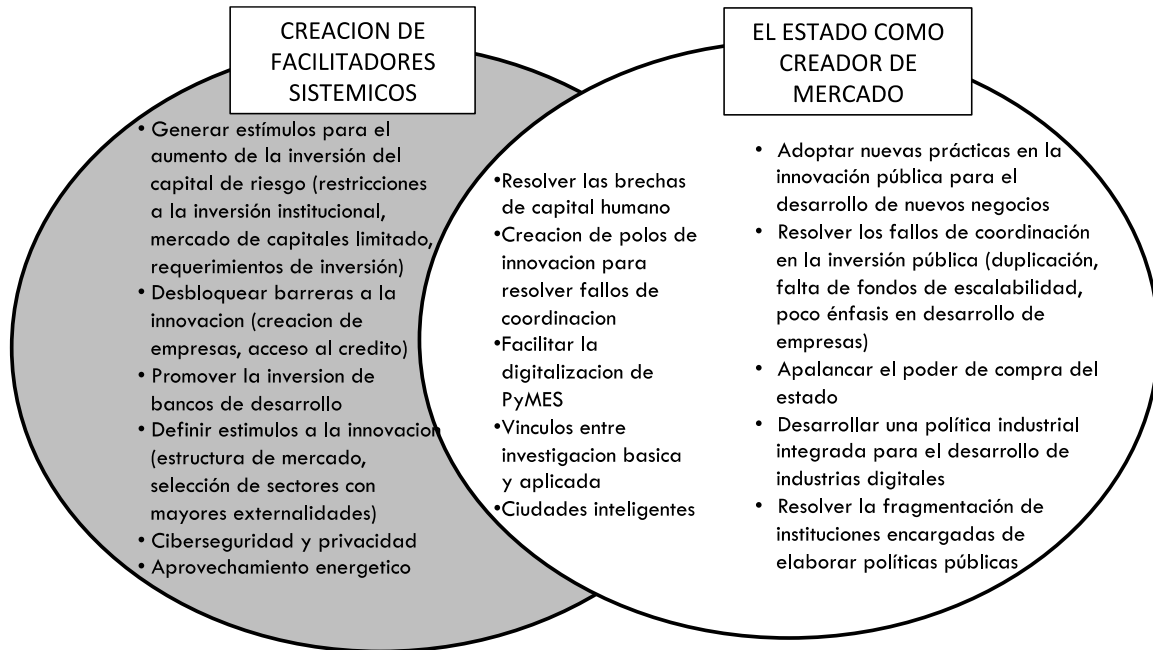 CREACION DE
FACILITADORES
SISTEMICOS
• Generar estímulos para el
aumento de la inversión del
capital de riesgo (restricciones
a la inversión institucional,
mercado de capitales limitado,
requerimientos de inversión)
• Desbloquear barreras a la
innovacion (creacion de
empresas, acceso al credito)
• Promover la inversion de
bancos de desarrollo
• Definir estimulos a la innovacion
(estructura de mercado,
selección de sectores con
mayores externalidades)
• Ciberseguridad y privacidad
• Aprovechamiento energetico
•Resolver las brechas
de capital humano
•Creacion de polos de
innovacion para
resolver fallos de
coordinacion
•Facilitar la
digitalizacion de
PyMES
•Vinculos entre
investigacion basica
y aplicada
•Ciudades inteligentes
EL ESTADO COMO
CREADOR DE
MERCADO
• Adoptar nuevas prácticas en la
innovación pública para el
desarrollo de nuevos negocios
• Resolver los fallos de coordinación
en la inversión pública (duplicación,
falta de fondos de escalabilidad,
poco énfasis en desarrollo de
empresas)
• Apalancar el poder de compra del
estado
• Desarrollar una política industrial
integrada para el desarrollo de
industrias digitales
• Resolver la fragmentación de
instituciones encargadas de
elaborar políticas públicas